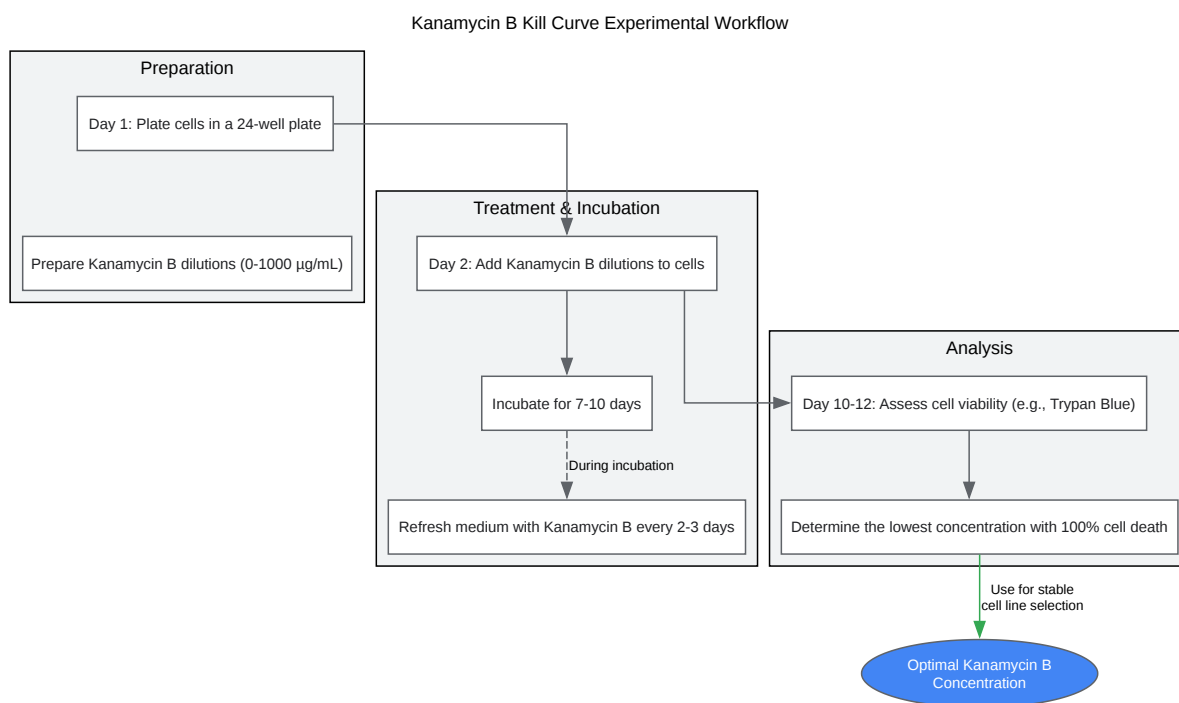 Kanamycin B Kill Curve Experimental Workflow
Preparation
Day 1: Plate cells in a 24-well plate
Prepare Kanamycin B dilutions (0-1000 µg/mL)
Treatment & Incubation
Day 2: Add Kanamycin B dilutions to cells
Incubate for 7-10 days
During incubation
Refresh medium with Kanamycin B every 2-3 days
Analysis
Day 10-12: Assess cell viability (e.g., Trypan Blue)
Determine the lowest concentration with 100% cell death
Use for stable
cell line selection
Optimal Kanamycin B
Concentration